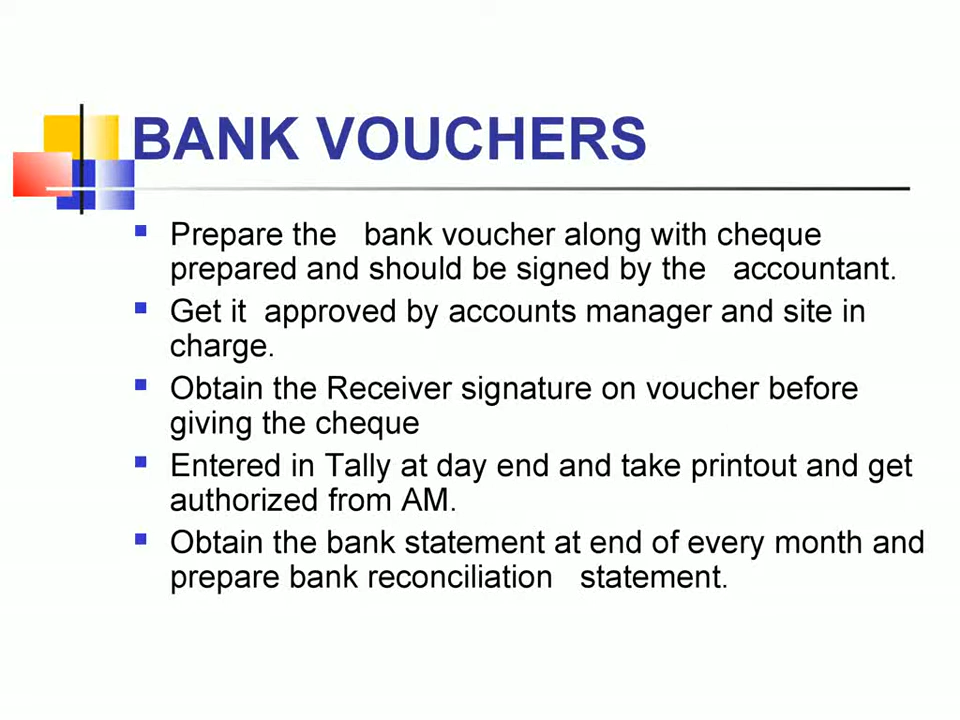 BANK VOUCHERS
Prepare the bank voucher along with cheque
prepared and should be signed by the accountant.
Get it approved by accounts manager and site in
charge.
Obtain the Receiver signature on voucher before
giving the cheque
Entered in Tally at day end and take printout and get
authorized from AM.
Obtain the bank statement at end of every month and
prepare bank reconciliation statement.